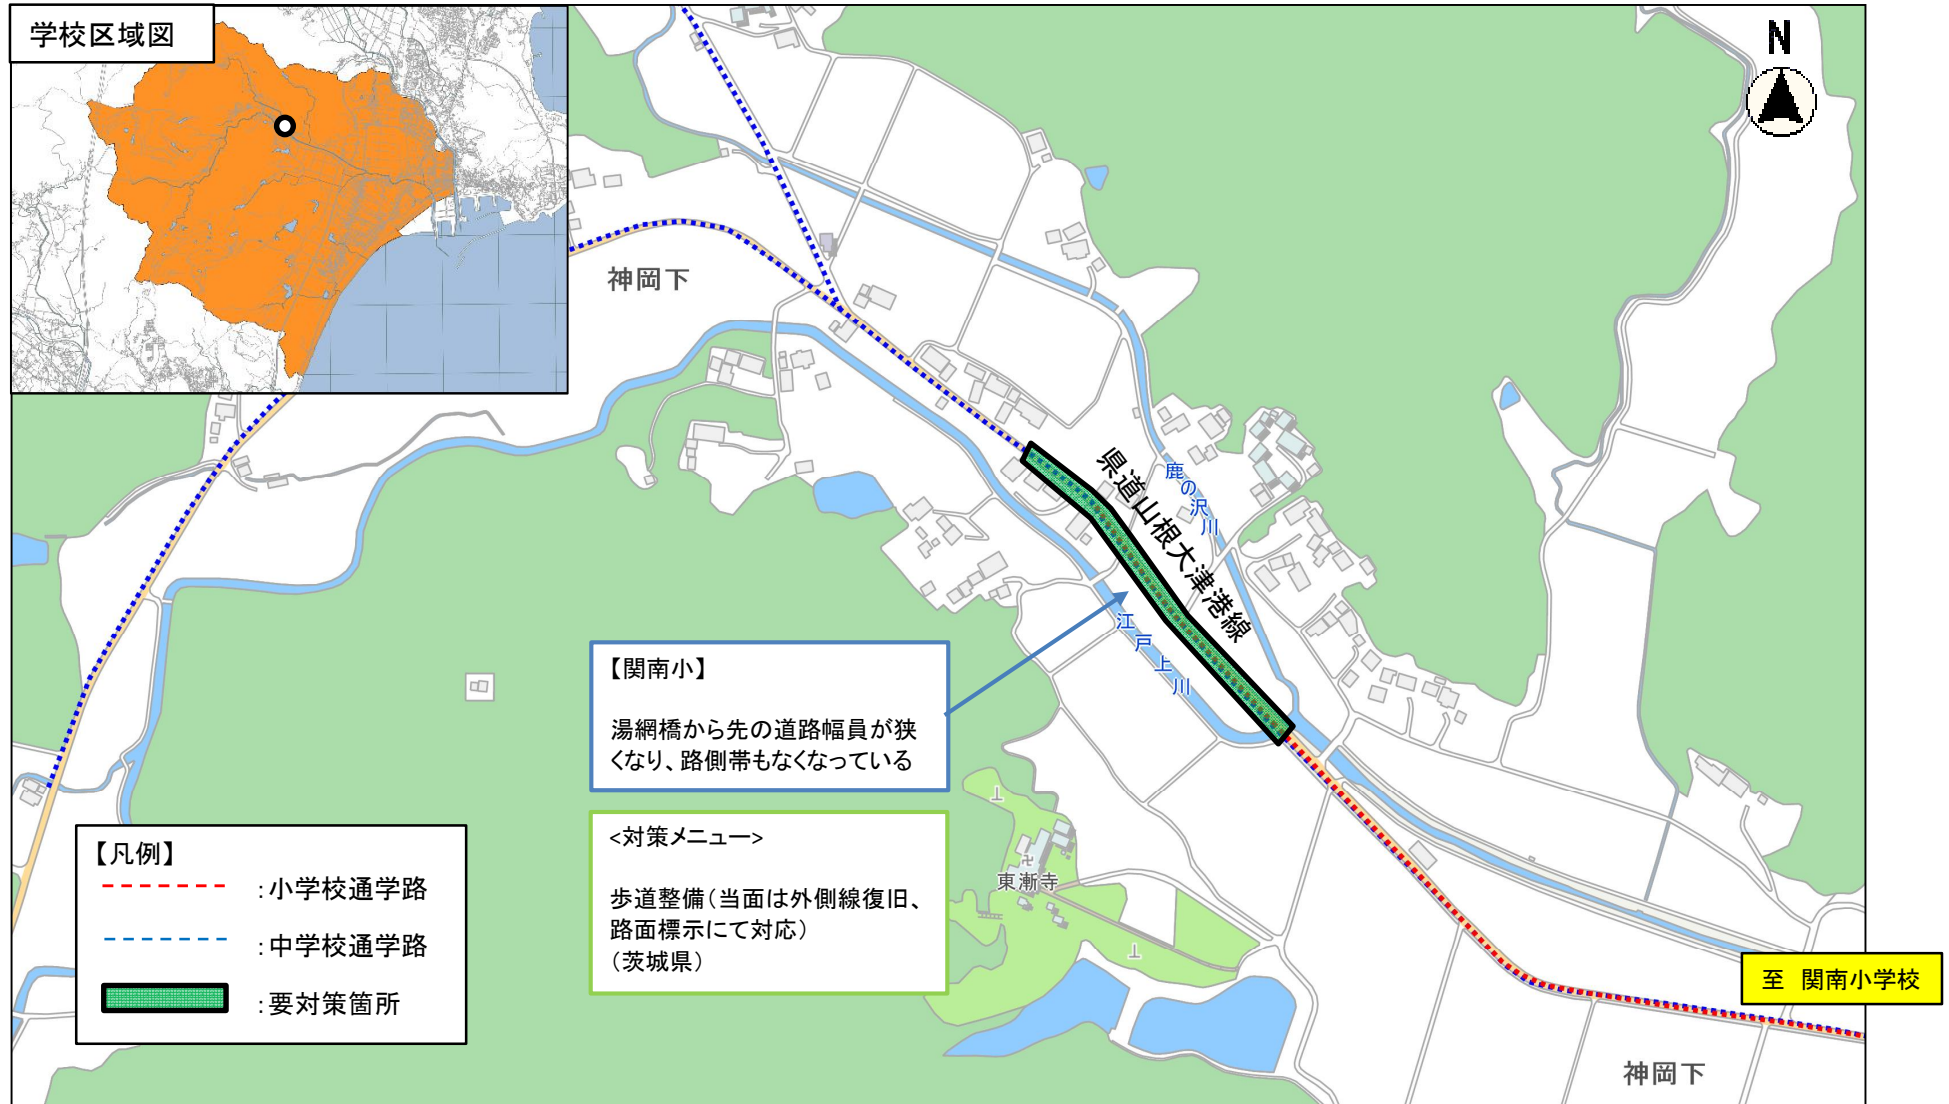 学校区域図
N
神岡下
県道山根大津港線
鹿の沢川
江戸上川
【関南小】
湯網橋から先の道路幅員が狭
くなり、路側帯もなくなっている
<対策メニュー>
歩道整備(当面は外側線復旧、
路面標示にて対応)
(茨城県)
東漸寺
【凡例】
:小学校通学路
:中学校通学路
:要対策箇所
至 関南小学校
神岡下